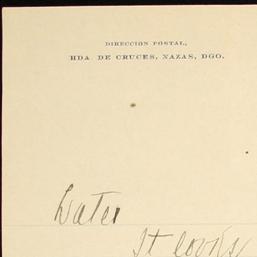 DIRECCION POSTAL,
HDA. DE CRUCES, NAZAS, DGO.
Later
It looks